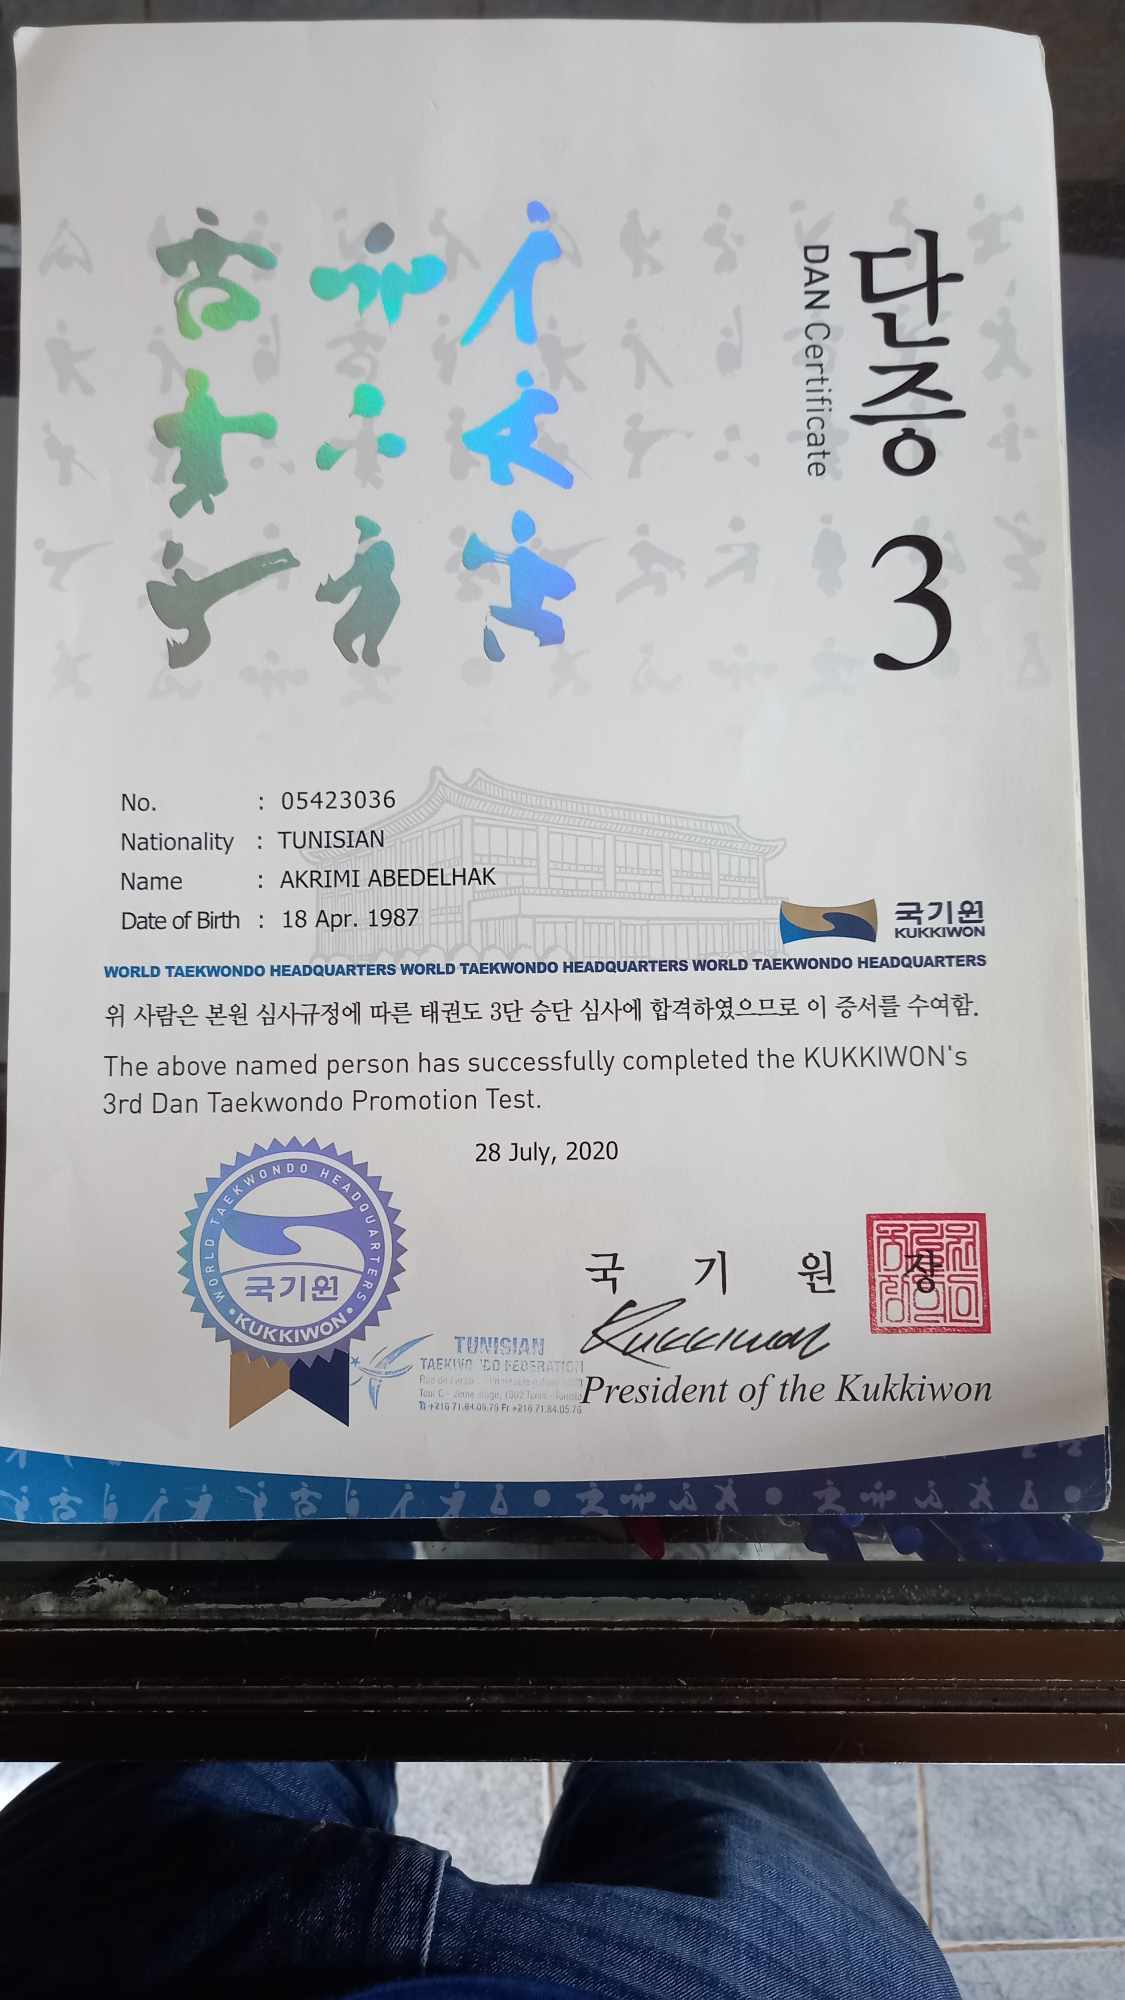 단증 3
DAN Certificate
No. : 05423036
Nationality : TUNISIAN
Name : AKRIMI ABEDELHAK
Date of Birth : 18 Apr. 1987
국기원
KUKKIWON
WORLD TAEKWONDO HEADQUARTERS WORLD TAEKWONDO HEADQUARTERS WORLD TAEKWONDO HEADQUARTERS
위 사람은 본원 심사규정에 따른 태권도 3단 승단 심사에 합격하였으므로 이 증서를 수여함.
The above named person has successfully completed the KUKKIWON's
3rd Dan Taekwondo Promotion Test.
28 July, 2020
WORLD TAEKWONDO HEADQUARTERS
국기원
KUKKIWON
국 기 원 장
Kukkiwon
President of the Kukkiwon
TUNISIAN
FEDERATION